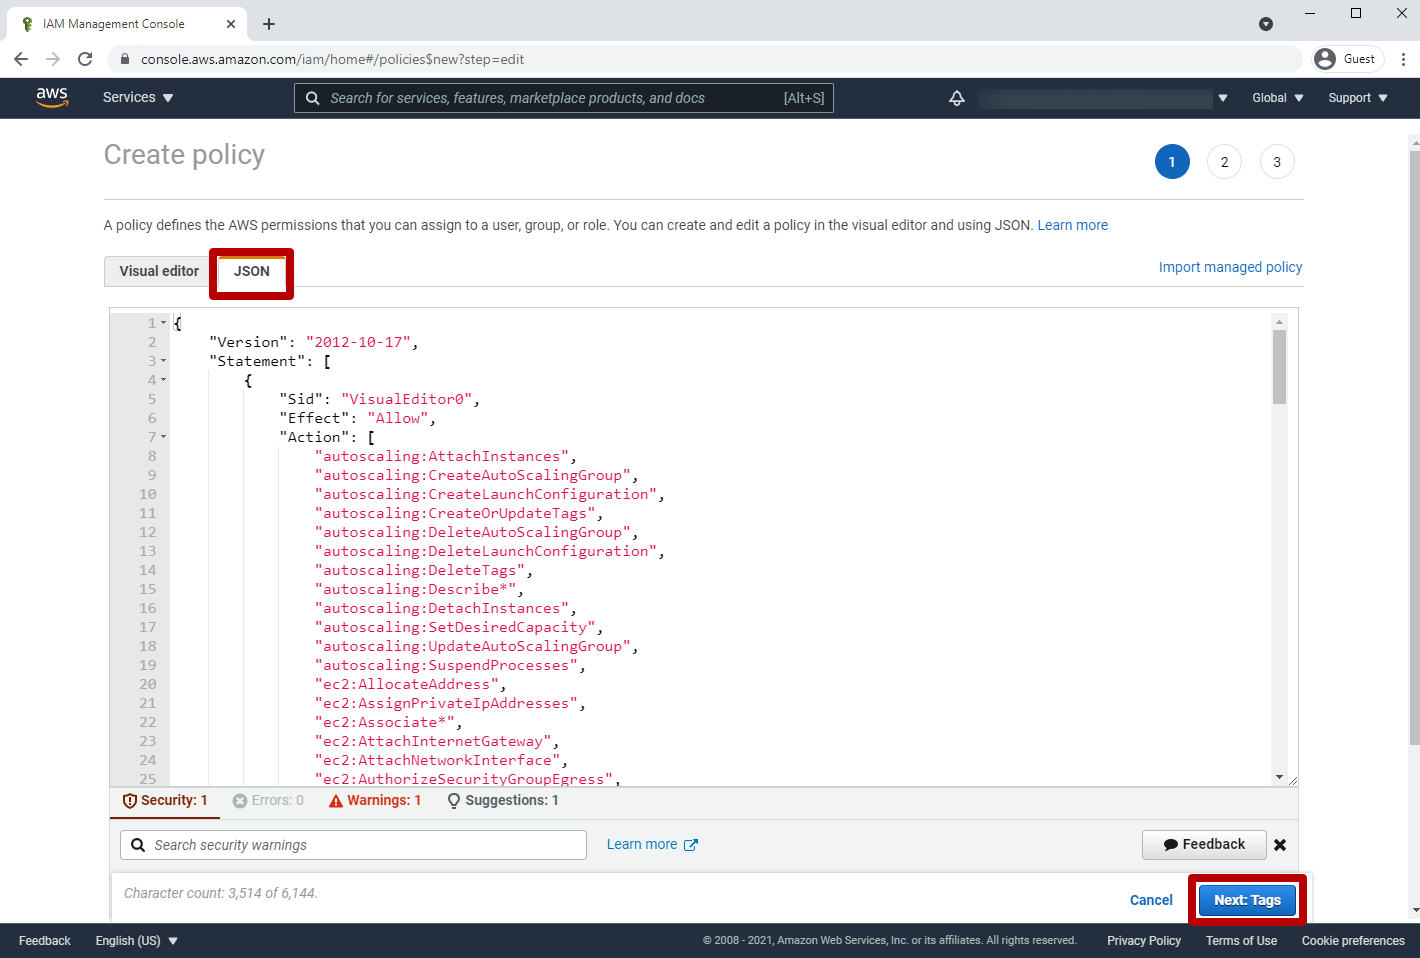 IAM Management Console
console.aws.amazon.com/iam/home#/policies$new?step=edit
Guest
aws
Services
Search for services, features, marketplace products, and docs [Alt+S]
Global
Support
Create policy
1 2 3
A policy defines the AWS permissions that you can assign to a user, group, or role. You can create and edit a policy in the visual editor and using JSON. Learn more
Visual editor JSON
Import managed policy
1 {
2 "Version": "2012-10-17",
3 "Statement": [
4 {
5 "Sid": "VisualEditor0",
6 "Effect": "Allow",
7 "Action": [
8 "autoscaling:AttachInstances",
9 "autoscaling:CreateAutoScalingGroup",
10 "autoscaling:CreateLaunchConfiguration",
11 "autoscaling:CreateOrUpdateTags",
12 "autoscaling:DeleteAutoScalingGroup",
13 "autoscaling:DeleteLaunchConfiguration",
14 "autoscaling:DeleteTags",
15 "autoscaling:Describe*",
16 "autoscaling:DetachInstances",
17 "autoscaling:SetDesiredCapacity",
18 "autoscaling:UpdateAutoScalingGroup",
19 "autoscaling:SuspendProcesses",
20 "ec2:AllocateAddress",
21 "ec2:AssignPrivateIpAddresses",
22 "ec2:Associate*",
23 "ec2:AttachInternetGateway",
24 "ec2:AttachNetworkInterface",
25 "ec2:AuthorizeSecurityGroupEgress",
Security: 1 Errors: 0 Warnings: 1 Suggestions: 1
Search security warnings
Learn more
Feedback
Character count: 3,514 of 6,144.
Cancel
Next: Tags
Feedback English (US) © 2008 - 2021, Amazon Web Services, Inc. or its affiliates. All rights reserved. Privacy Policy Terms of Use Cookie preferences